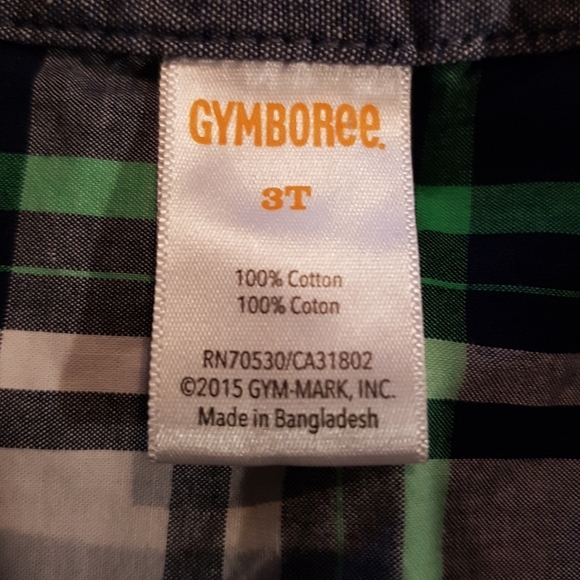 GYMBOREE
3T
100% Cotton
100% Coton
RN70530/CA31802
©2015 GYM-MARK, INC.
Made in Bangladesh